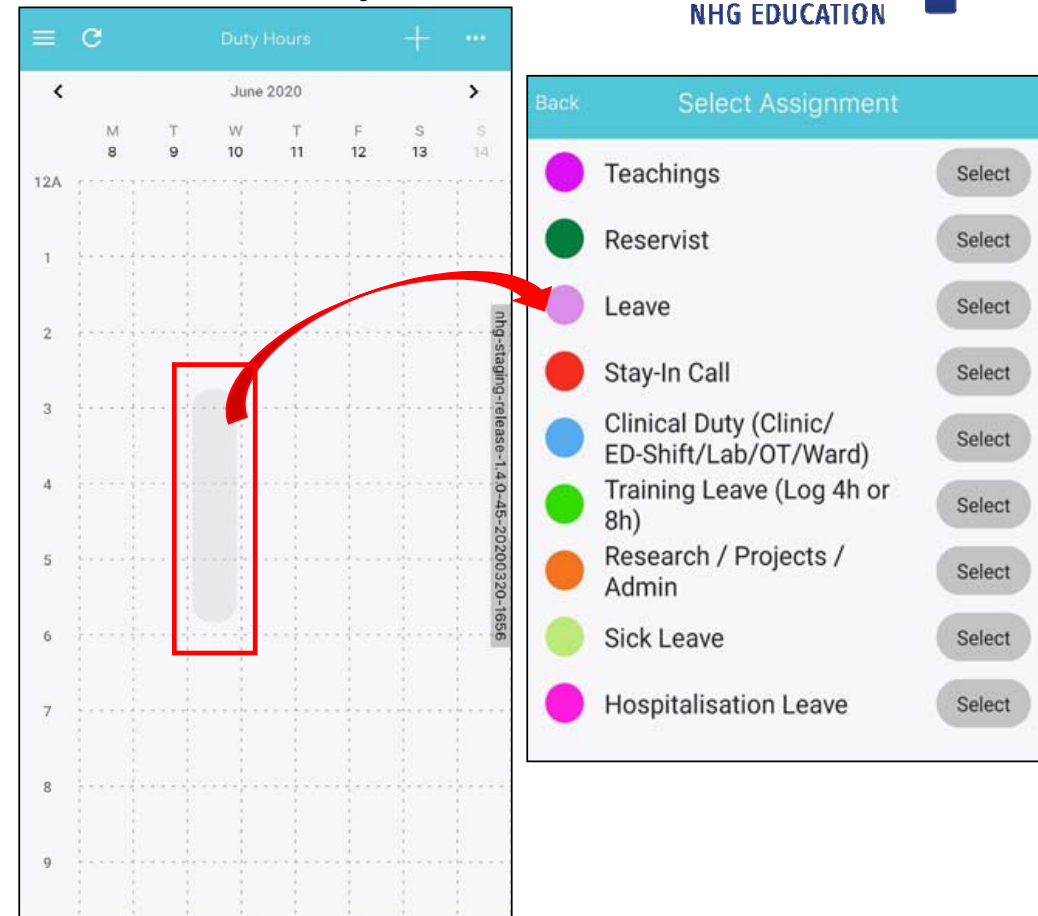 NHG EDUCATION
Duty Hours
June 2020
M T W T F S S
8 9 10 11 12 13 14
12A
1
2
3
4
5
6
7
8
9
nhg-staging-release-1.4.0-45-20200320-1656
Back Select Assignment
Teachings Select
Reservist Select
Leave Select
Stay-In Call Select
Clinical Duty (Clinic/
ED-Shift/Lab/OT/Ward) Select
Training Leave (Log 4h or
8h) Select
Research / Projects /
Admin Select
Sick Leave Select
Hospitalisation Leave Select